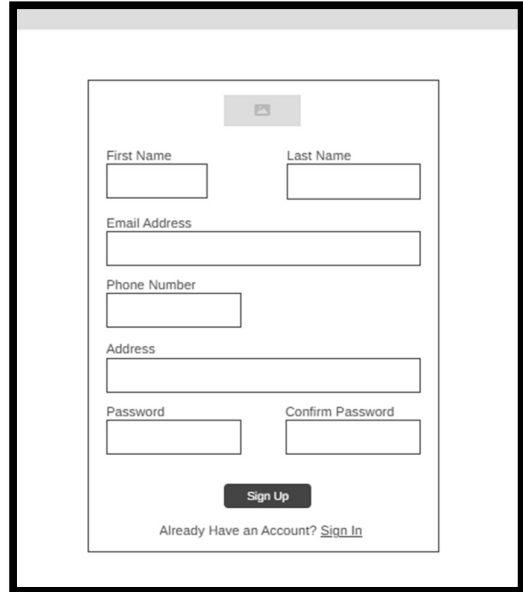 First Name Last Name
Email Address
Phone Number
Address
Password Confirm Password
Sign Up
Already Have an Account? Sign In